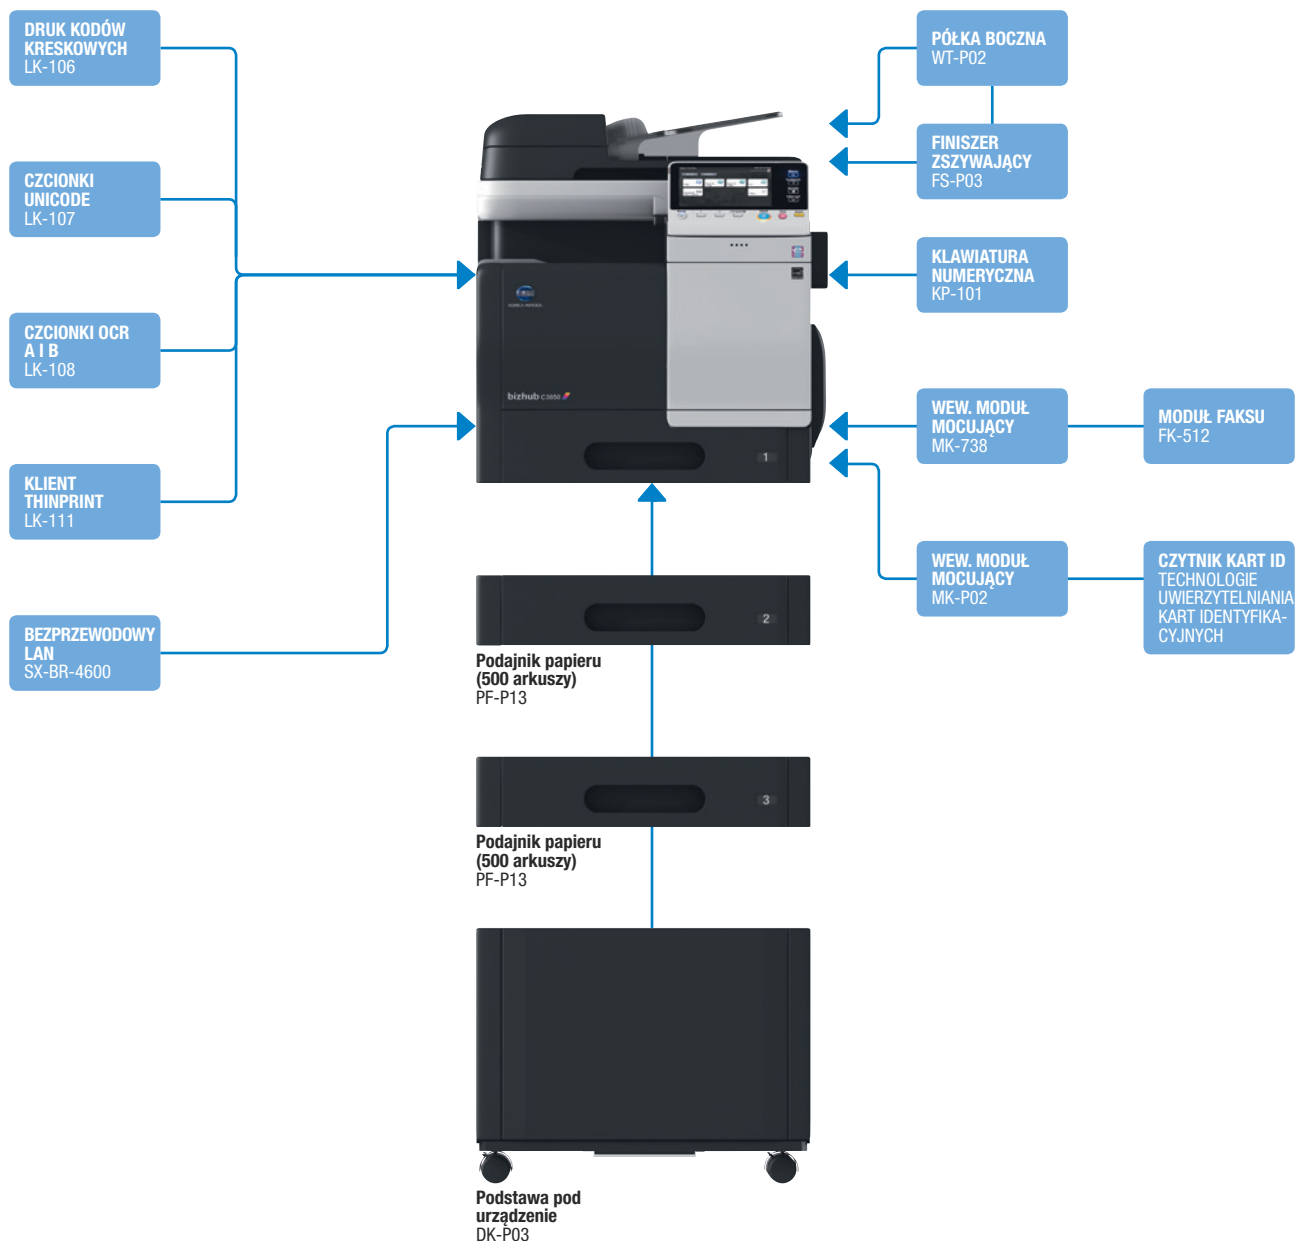 DRUK KODÓW
KRESKOWYCH
LK-106
CZCIONKI
UNICODE
LK-107
CZCIONKI OCR
A I B
LK-108
KLIENT
THINPRINT
LK-111
BEZPRZEWODOWY
LAN
SX-BR-4600
PÓŁKA BOCZNA
WT-P02
FINISZER
ZSZYWAJĄCY
FS-P03
KLAWIATURA
NUMERYCZNA
KP-101
WEW. MODUŁ
MOCUJĄCY
MK-738
MODUŁ FAKSU
FK-512
WEW. MODUŁ
MOCUJĄCY
MK-P02
CZYTNIK KART ID
TECHNOLOGIE
UWIERZYTELNIANIA
KART IDENTYFIKA-
CYJNYCH
KONICA MINOLTA
bizhub C3850
1
2
Podajnik papieru
(500 arkuszy)
PF-P13
3
Podajnik papieru
(500 arkuszy)
PF-P13
Podstawa pod
urządzenie
DK-P03